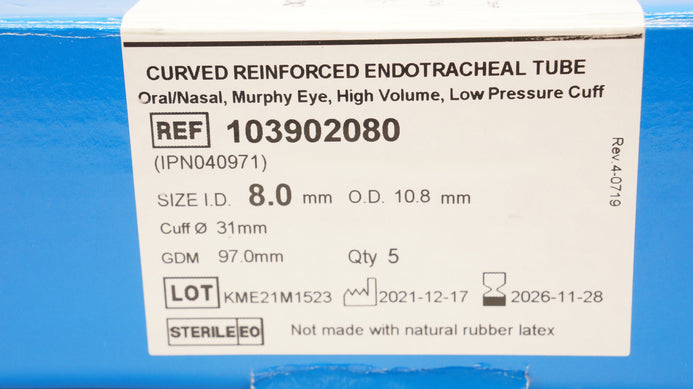 CURVED REINFORCED ENDOTRACHEAL TUBE
Oral/Nasal, Murphy Eye, High Volume, Low Pressure Cuff
REF 103902080
(IPN040971)
SIZE I.D. 8.0 mm O.D. 10.8 mm
Cuff Ø 31mm
GDM 97.0mm Qty 5
LOT KME21M1523 2021-12-17 2026-11-28
STERILE EO Not made with natural rubber latex
Rev.4-0719